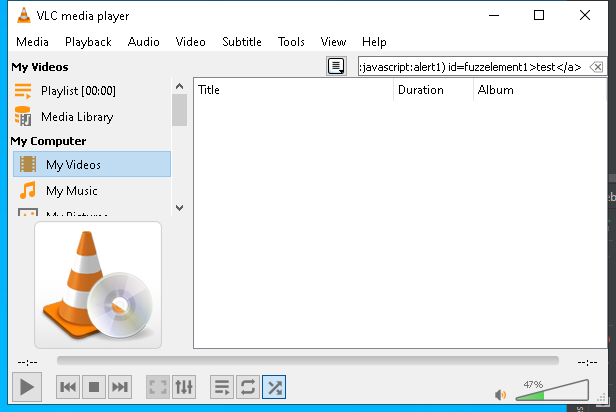 VLC media player
Media Playback Audio Video Subtitle Tools View Help
My Videos
:javascript:alert1) id=fuzzelement1>test</a>
Playlist [00:00]
Media Library
My Computer
My Videos
My Music
My Pictures
Title Duration Album
--:-- --:--
47%